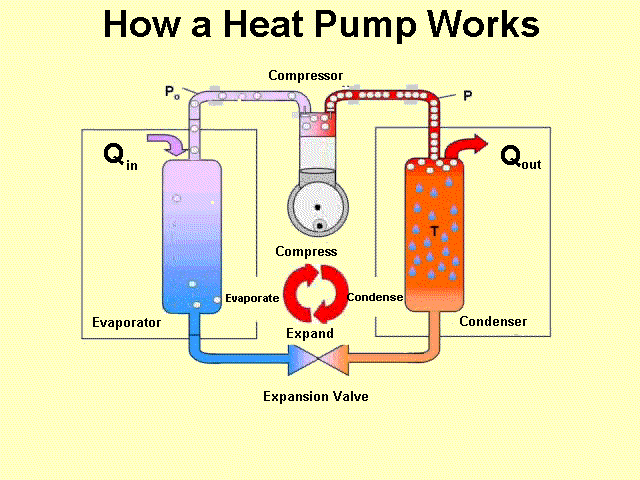 How a Heat Pump Works
Compressor
Po
P
Qin
Qout
T
Compress
Evaporate
Condense
Expand
Evaporator
Condenser
Expansion Valve